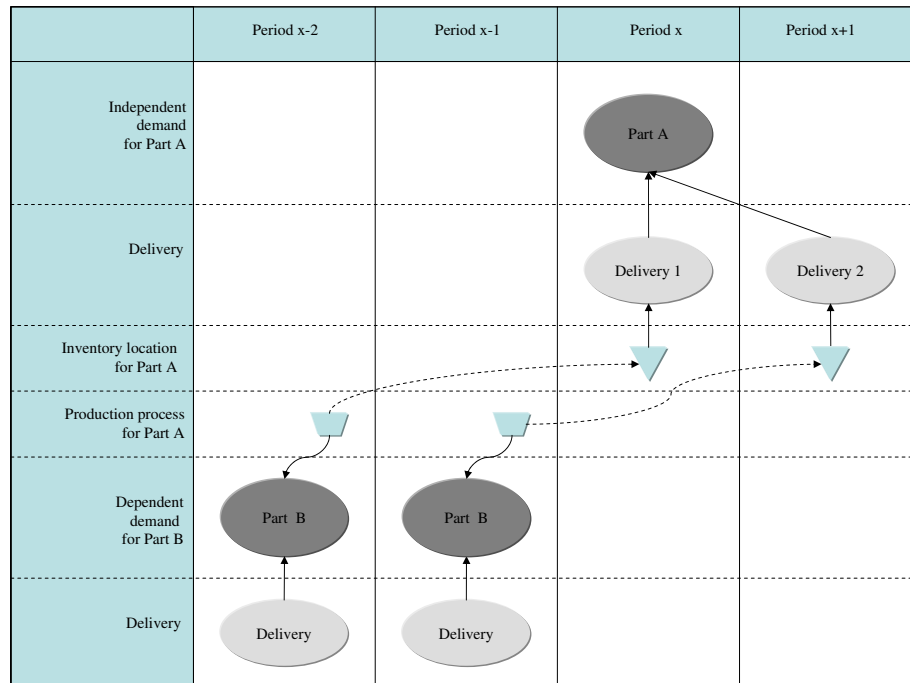 Period x-2
Period x-1
Period x
Period x+1
Independent
demand
for Part A
Part A
Delivery
Delivery 1
Delivery 2
Inventory location
for Part A
Production process
for Part A
Dependent
demand
for Part B
Part B
Part B
Delivery
Delivery
Delivery